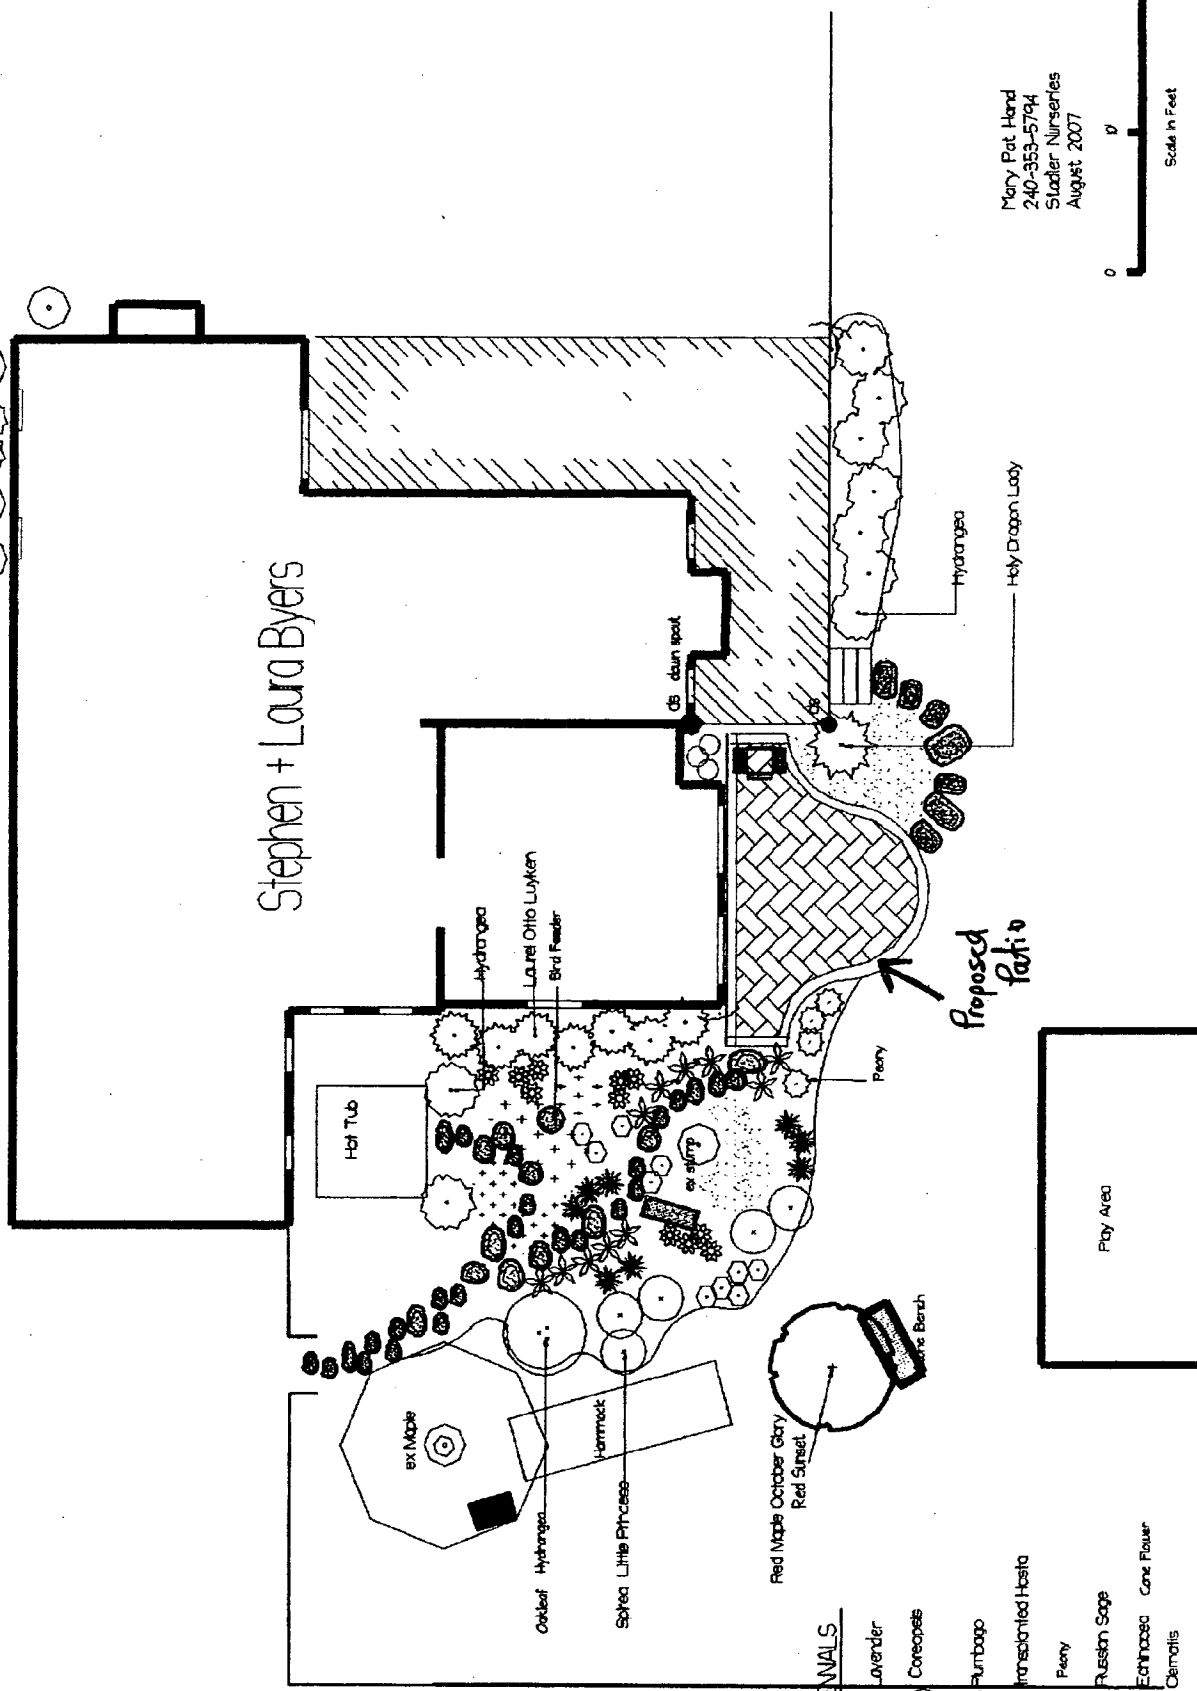 Stephen + Laura Byers
Mary Pat Hand
240-353-5794
Stadler Nurseries
August 2007
0
10
Scale In Feet
ds down spout
ds
Hydrangea
Holly Dragon Lady
Hydrangea
Laurel Otto Luyken
Bird Feeder
Proposed
Patio
Peony
Hot Tub
ex stump
Play Area
ex Maple
Hammock
Oakleaf Hydrangea
Spirea Little Princess
Red Maple October Glory
Red Sunset
Bench
NNALS
Lavender
Coreopsis
Plumbago
Transplanted Hosta
Peony
Russian Sage
Echinacea Cone Flower
Clematis